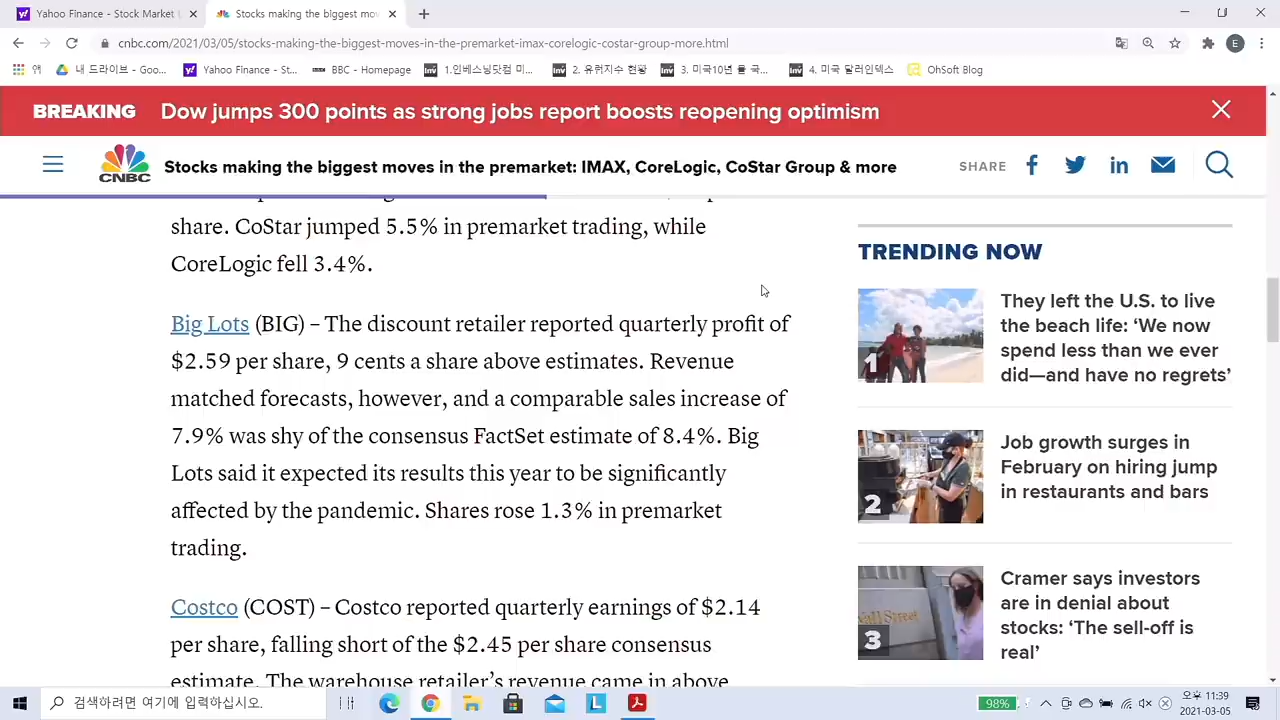 Yahoo Finance - Stock Market
Stocks making the biggest mo
cnbc.com/2021/03/05/stocks-making-the-biggest-moves-in-the-premarket-imax-corelogic-costar-group-more.html
E
앱
내 드라이브 - Goo...
Yahoo Finance - St...
BBC - Homepage
1.인베스닝닷컴 미...
2. 유뤄지수 현황
3. 미국10년 물 국...
4. 미국 달러인덱스
OhSoft Blog
BREAKING Dow jumps 300 points as strong jobs report boosts reopening optimism
CNBC
Stocks making the biggest moves in the premarket: IMAX, CoreLogic, CoStar Group & more
SHARE
share. CoStar jumped 5.5% in premarket trading, while
CoreLogic fell 3.4%.
Big Lots (BIG) – The discount retailer reported quarterly profit of
$2.59 per share, 9 cents a share above estimates. Revenue
matched forecasts, however, and a comparable sales increase of
7.9% was shy of the consensus FactSet estimate of 8.4%. Big
Lots said it expected its results this year to be significantly
affected by the pandemic. Shares rose 1.3% in premarket
trading.
Costco (COST) – Costco reported quarterly earnings of $2.14
per share, falling short of the $2.45 per share consensus
estimate. The warehouse retailer's revenue came in above
TRENDING NOW
1
They left the U.S. to live
the beach life: ‘We now
spend less than we ever
did—and have no regrets’
2
Job growth surges in
February on hiring jump
in restaurants and bars
3
Cramer says investors
are in denial about
stocks: ‘The sell-off is
real’
검색하려면 여기에 입력하십시오.
98%
오후 11:39
2021-03-05